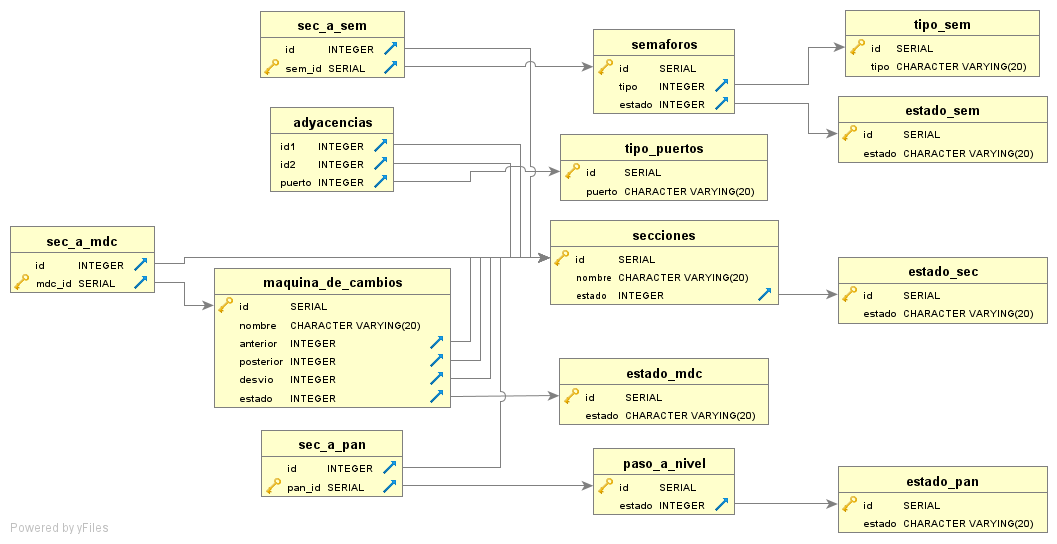 sec_a_sem
id INTEGER
sem_id SERIAL
semaforos
id SERIAL
tipo INTEGER
estado INTEGER
tipo_sem
id SERIAL
tipo CHARACTER VARYING(20)
estado_sem
id SERIAL
estado CHARACTER VARYING(20)
adyacencias
id1 INTEGER
id2 INTEGER
puerto INTEGER
tipo_puertos
id SERIAL
puerto CHARACTER VARYING(20)
sec_a_mdc
id INTEGER
mdc_id SERIAL
secciones
id SERIAL
nombre CHARACTER VARYING(20)
estado INTEGER
estado_sec
id SERIAL
estado CHARACTER VARYING(20)
maquina_de_cambios
id SERIAL
nombre CHARACTER VARYING(20)
anterior INTEGER
posterior INTEGER
desvio INTEGER
estado INTEGER
estado_mdc
id SERIAL
estado CHARACTER VARYING(20)
sec_a_pan
id INTEGER
pan_id SERIAL
paso_a_nivel
id SERIAL
estado INTEGER
estado_pan
id SERIAL
estado CHARACTER VARYING(20)
Powered by yFiles